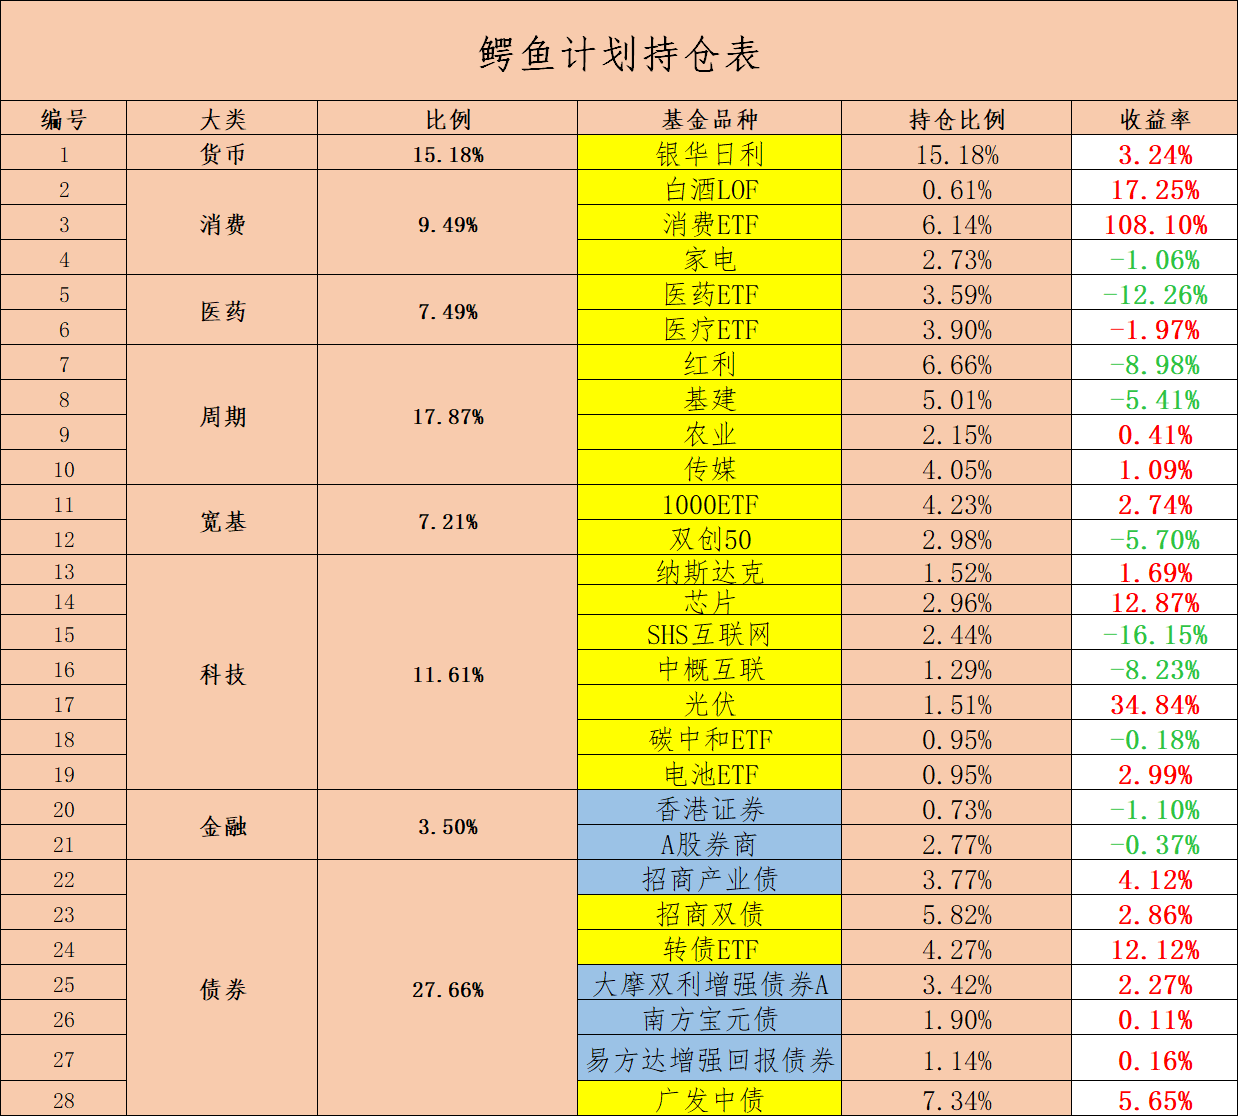 鳄鱼计划持仓表
编号 大类 比例 基金品种 持仓比例 收益率
1 货币 15.18% 银华日利 15.18% 3.24%
2 白酒LOF 0.61% 17.25%
3 消费 9.49% 消费ETF 6.14% 108.10%
4 家电 2.73% -1.06%
5 医药 7.49% 医药ETF 3.59% -12.26%
6 医疗ETF 3.90% -1.97%
7 红利 6.66% -8.98%
8 周期 17.87% 基建 5.01% -5.41%
9 农业 2.15% 0.41%
10 传媒 4.05% 1.09%
11 宽基 7.21% 1000ETF 4.23% 2.74%
12 双创50 2.98% -5.70%
13 纳斯达克 1.52% 1.69%
14 芯片 2.96% 12.87%
15 SHS互联网 2.44% -16.15%
16 科技 11.61% 中概互联 1.29% -8.23%
17 光伏 1.51% 34.84%
18 碳中和ETF 0.95% -0.18%
19 电池ETF 0.95% 2.99%
20 金融 3.50% 香港证券 0.73% -1.10%
21 A股券商 2.77% -0.37%
22 招商产业债 3.77% 4.12%
23 招商双债 5.82% 2.86%
24 转债ETF 4.27% 12.12%
25 债券 27.66% 大摩双利增强债券A 3.42% 2.27%
26 南方宝元债 1.90% 0.11%
27 易方达增强回报债券 1.14% 0.16%
28 广发中债 7.34% 5.65%